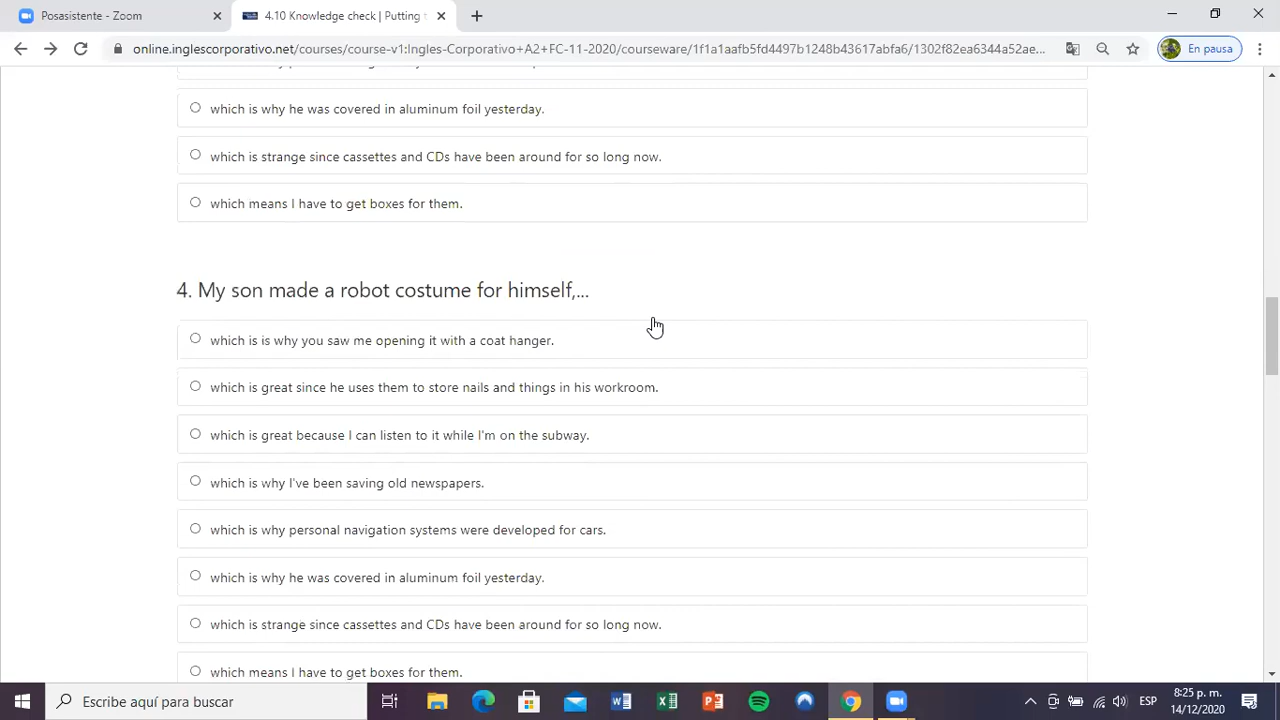 Posasistente - Zoom
4.10 Knowledge check | Putting
online.inglescorporativo.net/courses/course-v1:Ingles-Corporativo+A2+FC-11-2020/courseware/1f1a1aafb5fd4497b1248b43617abfa6/1302f82ea6344a52ae...
En pausa
which is why he was covered in aluminum foil yesterday.
which is strange since cassettes and CDs have been around for so long now.
which means I have to get boxes for them.
4. My son made a robot costume for himself,...
which is is why you saw me opening it with a coat hanger.
which is great since he uses them to store nails and things in his workroom.
which is great because I can listen to it while I'm on the subway.
which is why I've been saving old newspapers.
which is why personal navigation systems were developed for cars.
which is why he was covered in aluminum foil yesterday.
which is strange since cassettes and CDs have been around for so long now.
which means I have to get boxes for them.
Escribe aquí para buscar
ESP
8:25 p. m.
14/12/2020